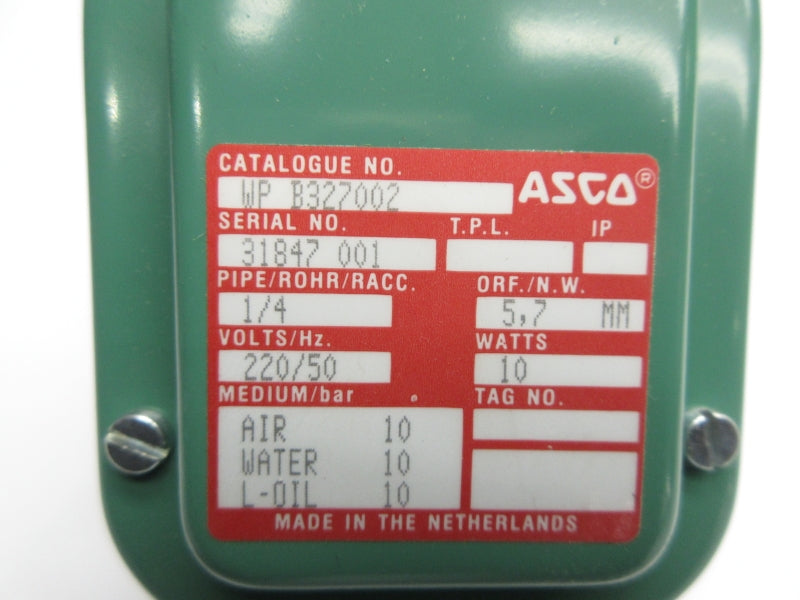 CATALOGUE NO.
WP B327002 ASCO®
SERIAL NO. T.P.L. IP
31847 001
PIPE/ROHR/RACC. ORF./N.W.
1/4 5,7 MM
VOLTS/Hz. WATTS
220/50 10
MEDIUM/bar TAG NO.
AIR 10
WATER 10
L-OIL 10
MADE IN THE NETHERLANDS